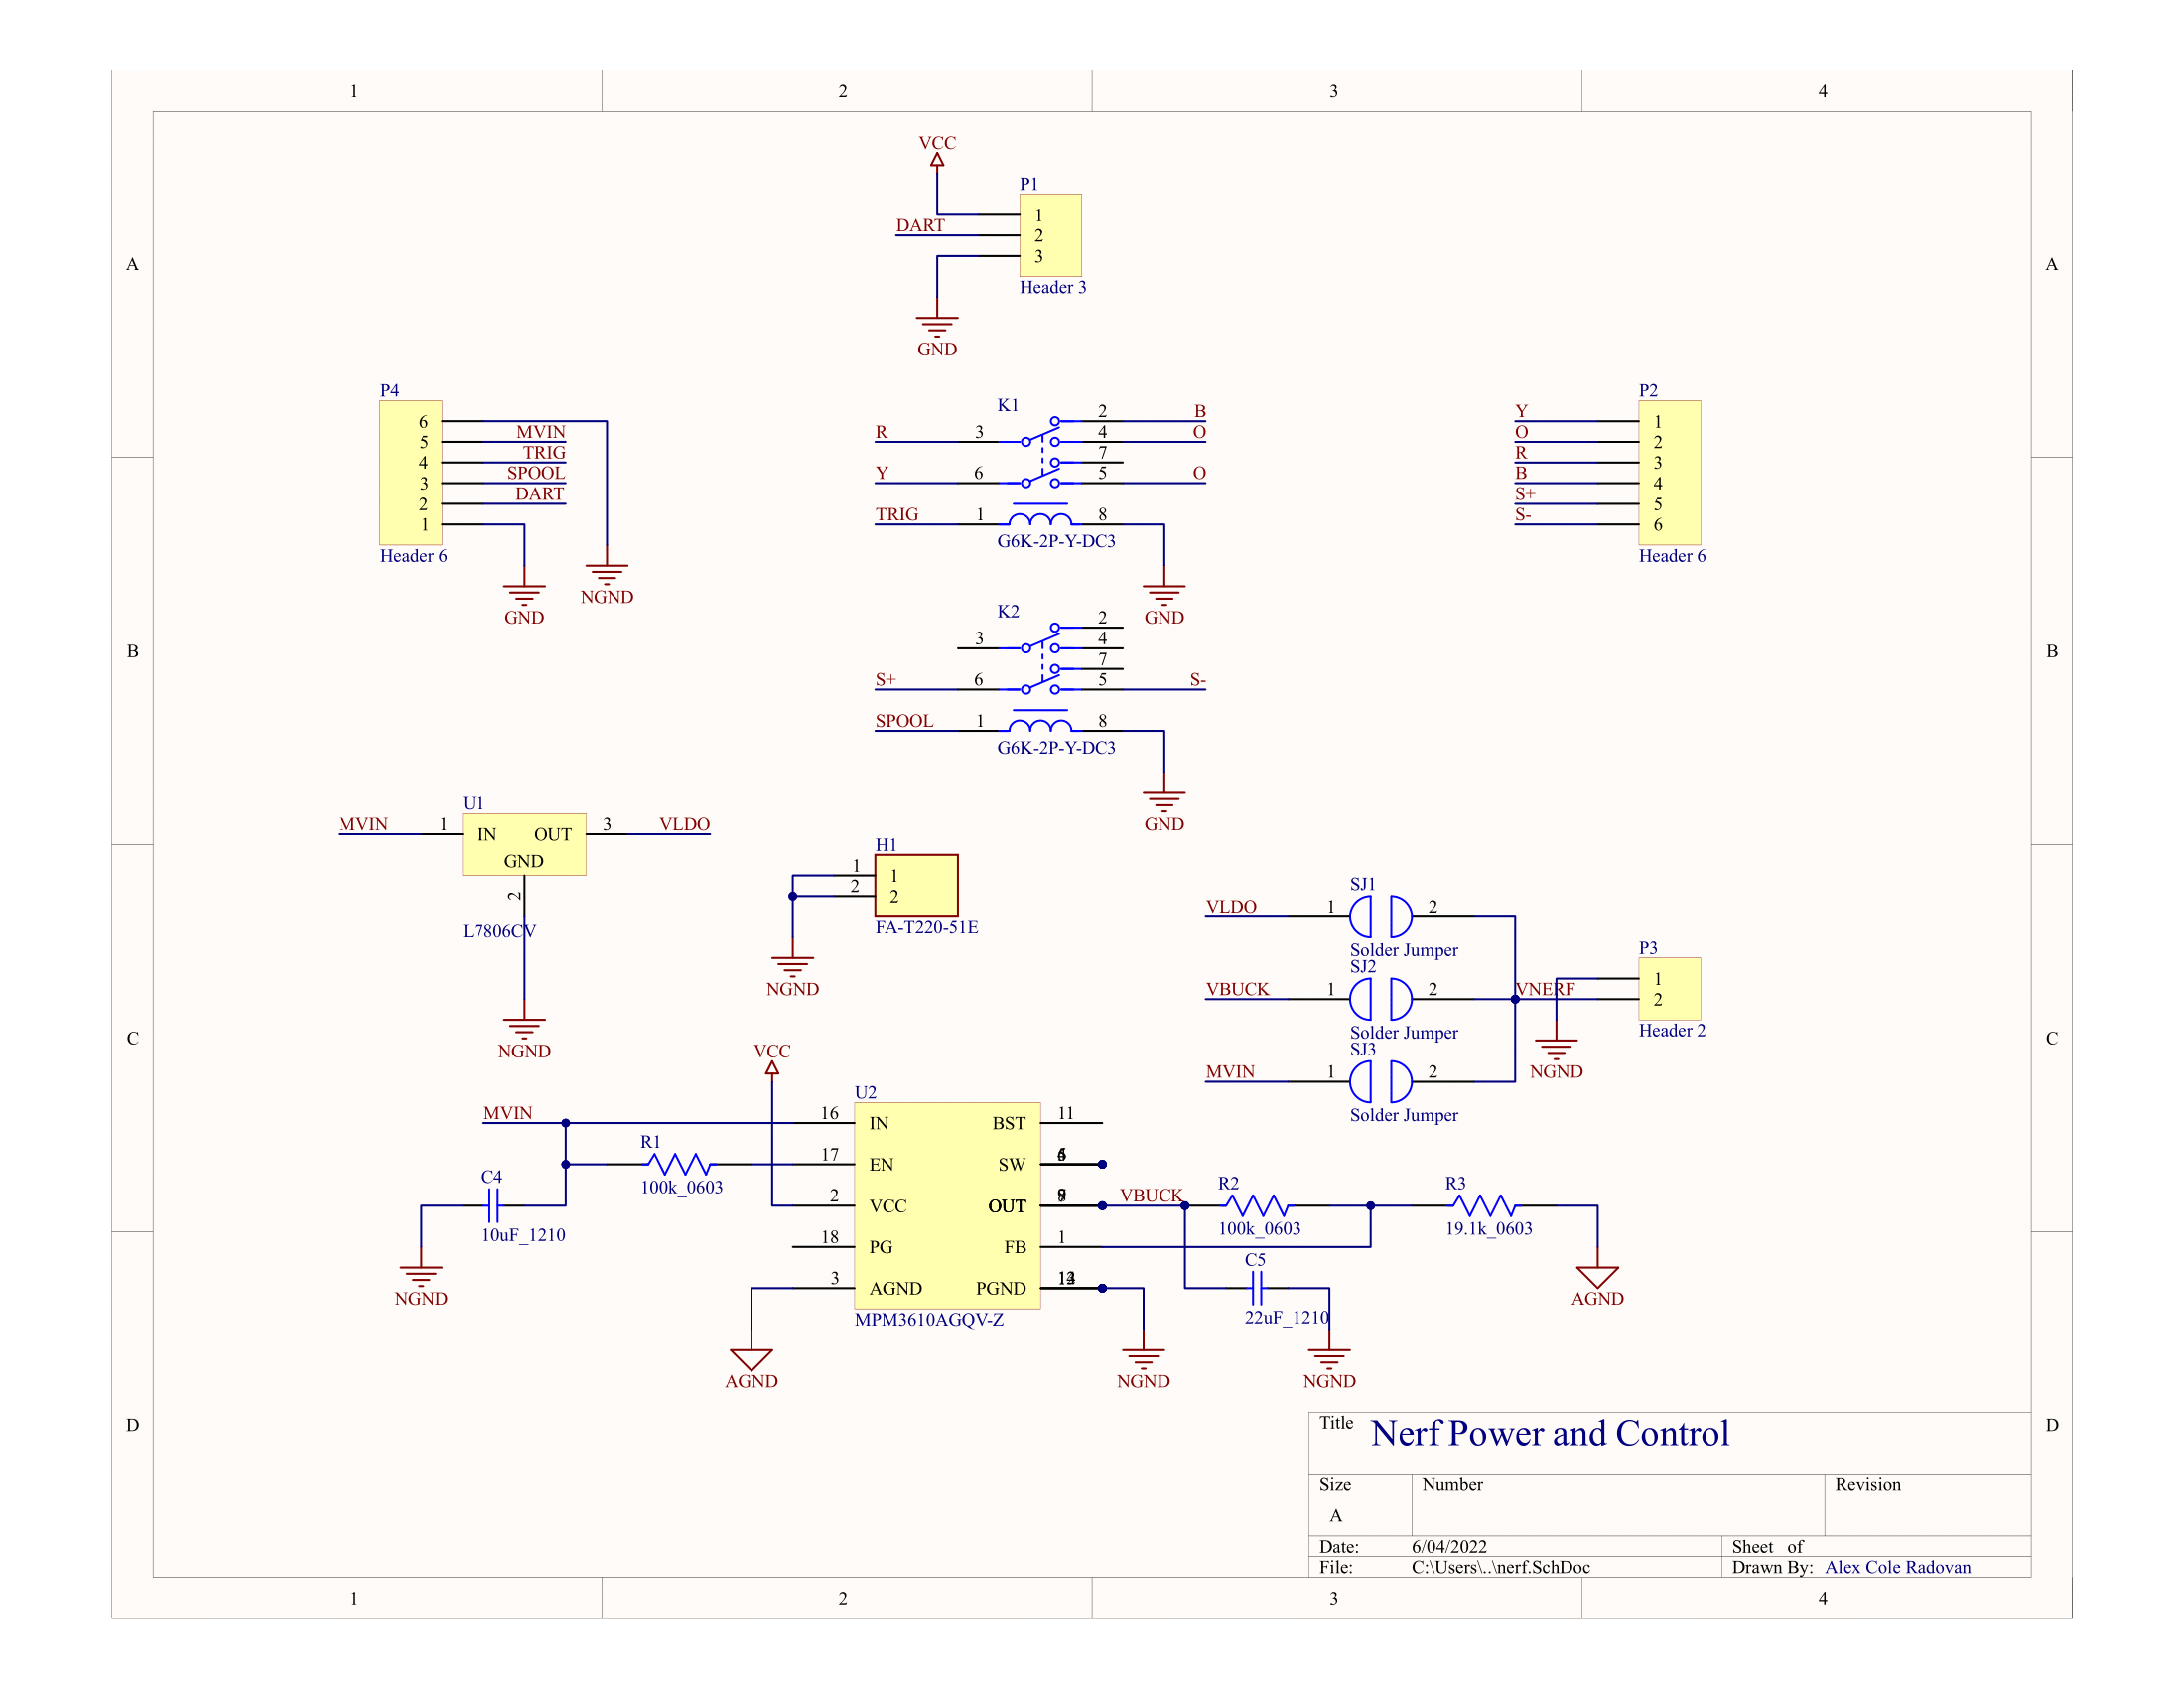 1 2 3 4
A A
B B
C C
D D
VCC
P1
1
DART
2
3
Header 3
GND
P4
6
5 MVIN
4 TRIG
3 SPOOL
2 DART
1
Header 6
GND
NGND
K1
2 B
R 3 4 O
7
Y 6 5 O
TRIG 1 8
G6K-2P-Y-DC3
GND
P2
Y 1
O 2
R 3
B 4
S+ 5
S- 6
Header 6
K2
2
3 4
7
S+ 6 5 S-
SPOOL 1 8
G6K-2P-Y-DC3
GND
U1
MVIN 1 IN OUT 3 VLDO
GND
2
L7806CV
NGND
H1
1 1
2 2
FA-T220-51E
NGND
SJ1
VLDO 1 2
Solder Jumper
SJ2
VBUCK 1 2
Solder Jumper
SJ3
MVIN 1 2
Solder Jumper
P3
1
VNERF 2
Header 2
NGND
VCC
U2
MVIN 16 IN BST 11
R1
17 EN SW
100k_0603
C4
10uF_1210
NGND
2 VCC OUT
18 PG FB 1
3 AGND PGND
MPM3610AGQV-Z
AGND
NGND
VBUCK
R2
100k_0603
R3
19.1k_0603
C5
22uF_1210
NGND
AGND
Title Nerf Power and Control
Size Number Revision
A
Date: 6/04/2022 Sheet of
File: C:\Users\..\nerf.SchDoc Drawn By: Alex Cole Radovan
1 2 3 4